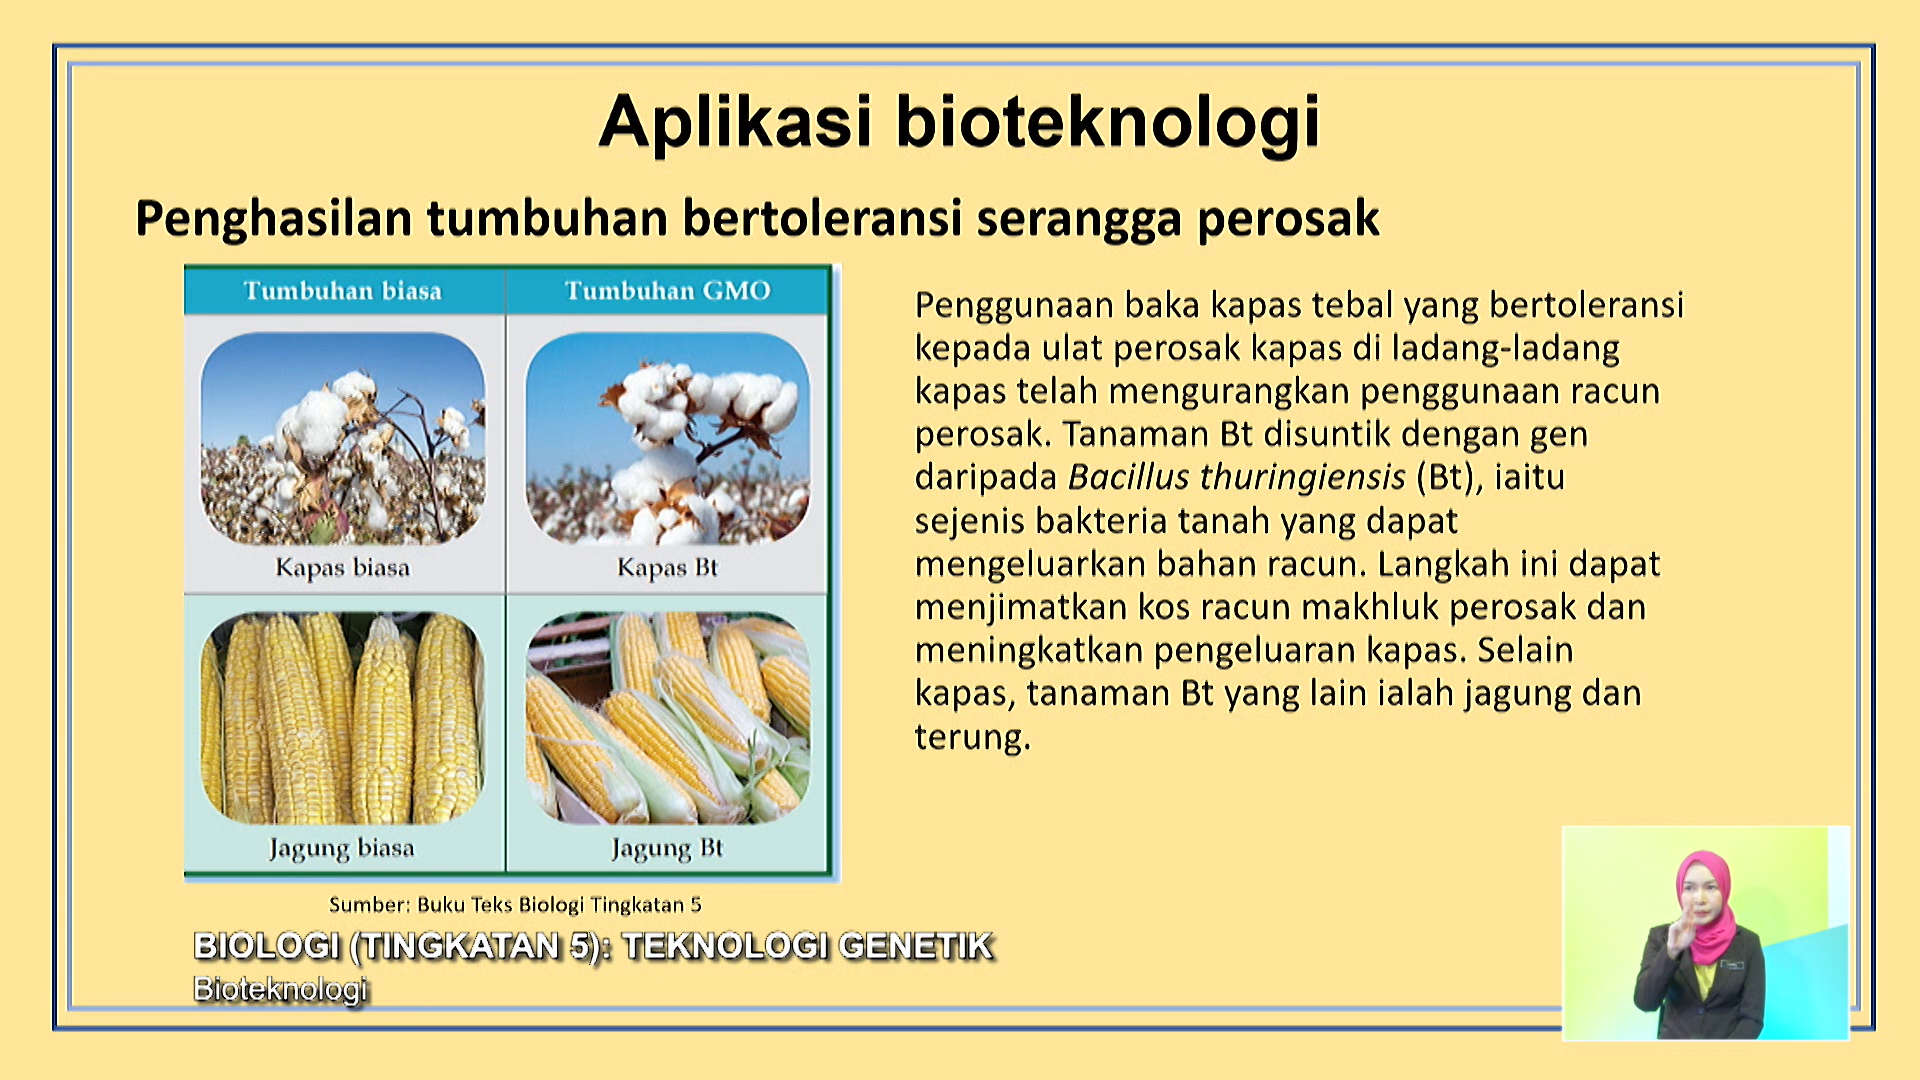 Aplikasi bioteknologi
Penghasilan tumbuhan bertoleransi serangga perosak
Tumbuhan biasa
Tumbuhan GMO
Kapas biasa
Kapas Bt
Jagung biasa
Jagung Bt
Sumber: Buku Teks Biologi Tingkatan 5
Penggunaan baka kapas tebal yang bertoleransi
kepada ulat perosak kapas di ladang-ladang
kapas telah mengurangkan penggunaan racun
perosak. Tanaman Bt disuntik dengan gen
daripada Bacillus thuringiensis (Bt), iaitu
sejenis bakteria tanah yang dapat
mengeluarkan bahan racun. Langkah ini dapat
menjimatkan kos racun makhluk perosak dan
meningkatkan pengeluaran kapas. Selain
kapas, tanaman Bt yang lain ialah jagung dan
terung.
BIOLOGI (TINGKATAN 5): TEKNOLOGI GENETIK
Bioteknologi